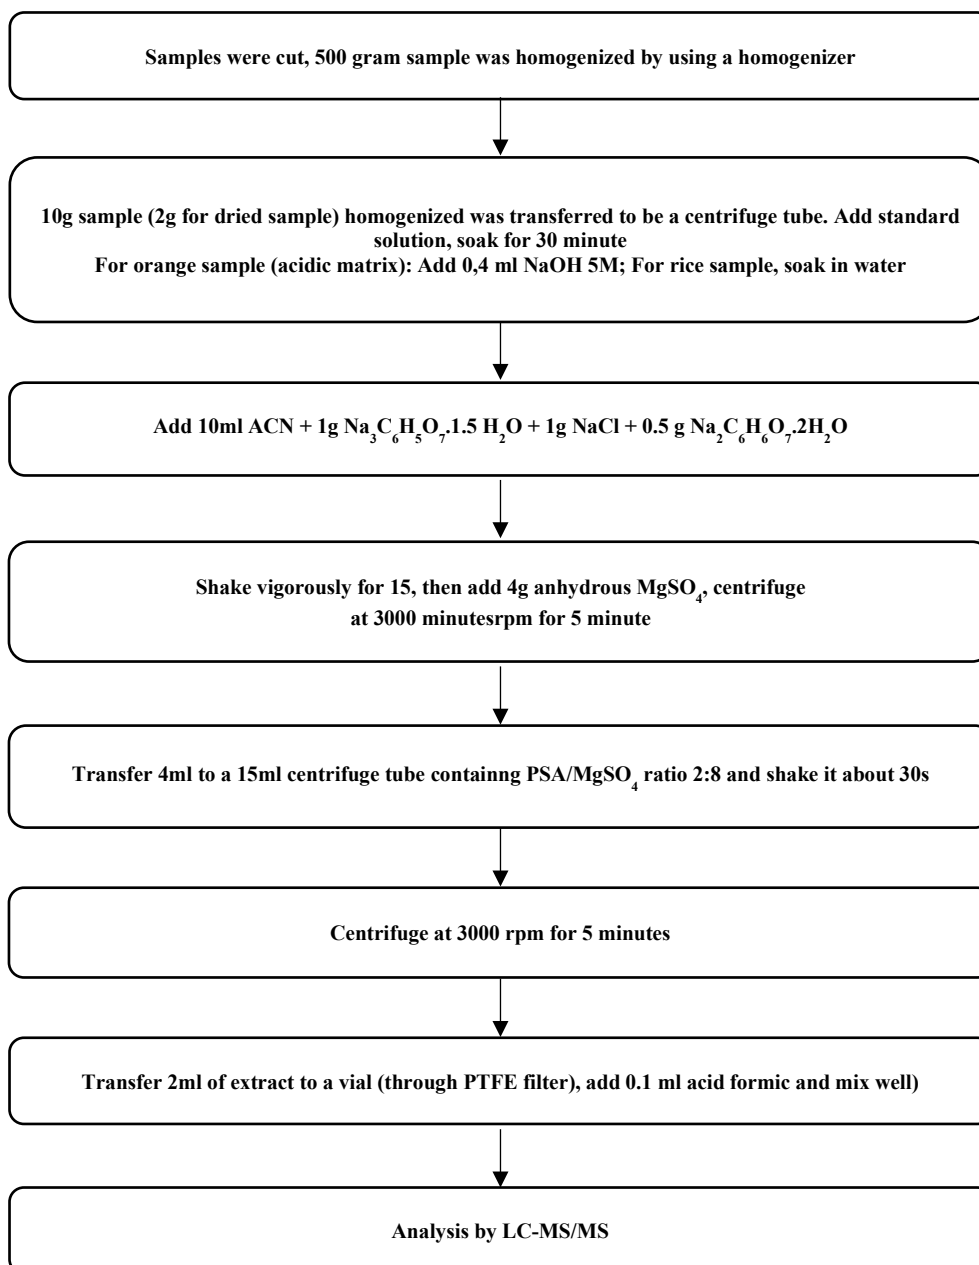 Samples were cut, 500 gram sample was homogenized by using a homogenizer
10g sample (2g for dried sample) homogenized was transferred to be a centrifuge tube. Add standard
solution, soak for 30 minute
For orange sample (acidic matrix): Add 0,4 ml NaOH 5M; For rice sample, soak in water
Add 10ml ACN + 1g Na₃C₆H₅O₇.1.5 H₂O + 1g NaCl + 0.5 g Na₂C₆H₆O₇.2H₂O
Shake vigorously for 15, then add 4g anhydrous MgSO₄, centrifuge
at 3000 minutesrpm for 5 minute
Transfer 4ml to a 15ml centrifuge tube containng PSA/MgSO₄ ratio 2:8 and shake it about 30s
Centrifuge at 3000 rpm for 5 minutes
Transfer 2ml of extract to a vial (through PTFE filter), add 0.1 ml acid formic and mix well)
Analysis by LC-MS/MS